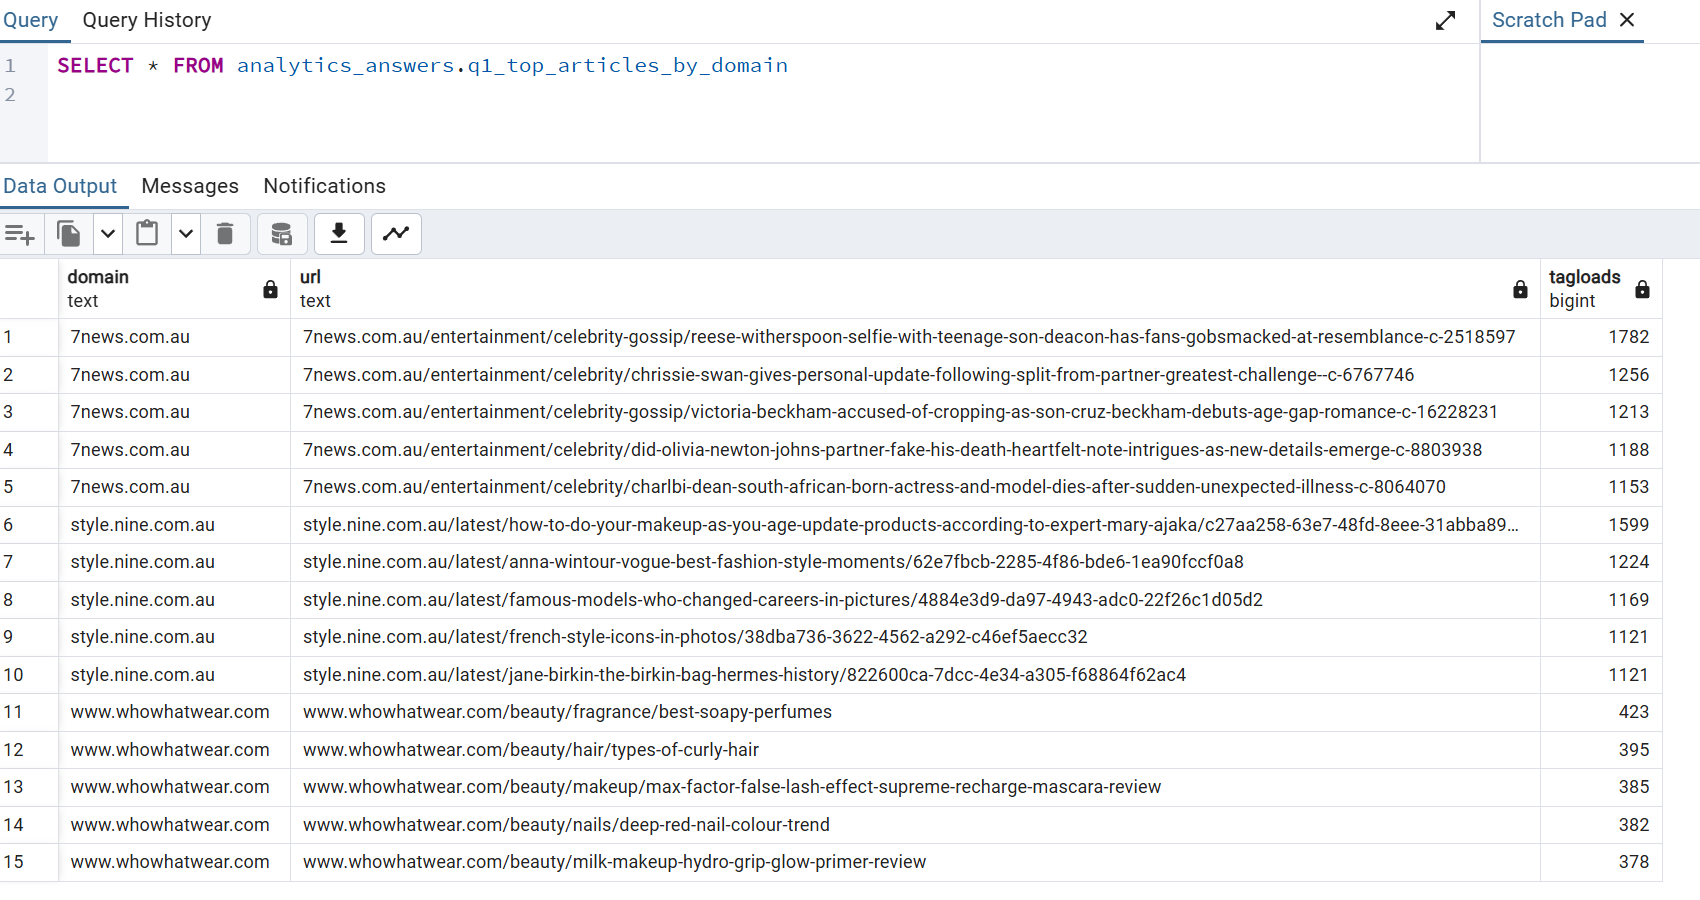 Query Query History Scratch Pad
1 SELECT * FROM analytics_answers.q1_top_articles_by_domain
2
Data Output Messages Notifications
domain url tagloads
text text bigint
1 7news.com.au 7news.com.au/entertainment/celebrity-gossip/reese-witherspoon-selfie-with-teenage-son-deacon-has-fans-gobsmacked-at-resemblance-c-2518597 1782
2 7news.com.au 7news.com.au/entertainment/celebrity/chrissie-swan-gives-personal-update-following-split-from-partner-greatest-challenge--c-6767746 1256
3 7news.com.au 7news.com.au/entertainment/celebrity-gossip/victoria-beckham-accused-of-cropping-as-son-cruz-beckham-debuts-age-gap-romance-c-16228231 1213
4 7news.com.au 7news.com.au/entertainment/celebrity/did-olivia-newton-johns-partner-fake-his-death-heartfelt-note-intrigues-as-new-details-emerge-c-8803938 1188
5 7news.com.au 7news.com.au/entertainment/celebrity/charlbi-dean-south-african-born-actress-and-model-dies-after-sudden-unexpected-illness-c-8064070 1153
6 style.nine.com.au style.nine.com.au/latest/how-to-do-your-makeup-as-you-age-update-products-according-to-expert-mary-ajaka/c27aa258-63e7-48fd-8eee-31abba89... 1599
7 style.nine.com.au style.nine.com.au/latest/anna-wintour-vogue-best-fashion-style-moments/62e7fbcb-2285-4f86-bde6-1ea90fccf0a8 1224
8 style.nine.com.au style.nine.com.au/latest/famous-models-who-changed-careers-in-pictures/4884e3d9-da97-4943-adc0-22f26c1d05d2 1169
9 style.nine.com.au style.nine.com.au/latest/french-style-icons-in-photos/38dba736-3622-4562-a292-c46ef5aecc32 1121
10 style.nine.com.au style.nine.com.au/latest/jane-birkin-the-birkin-bag-hermes-history/822600ca-7dcc-4e34-a305-f68864f62ac4 1121
11 www.whowhatwear.com www.whowhatwear.com/beauty/fragrance/best-soapy-perfumes 423
12 www.whowhatwear.com www.whowhatwear.com/beauty/hair/types-of-curly-hair 395
13 www.whowhatwear.com www.whowhatwear.com/beauty/makeup/max-factor-false-lash-effect-supreme-recharge-mascara-review 385
14 www.whowhatwear.com www.whowhatwear.com/beauty/nails/deep-red-nail-colour-trend 382
15 www.whowhatwear.com www.whowhatwear.com/beauty/milk-makeup-hydro-grip-glow-primer-review 378